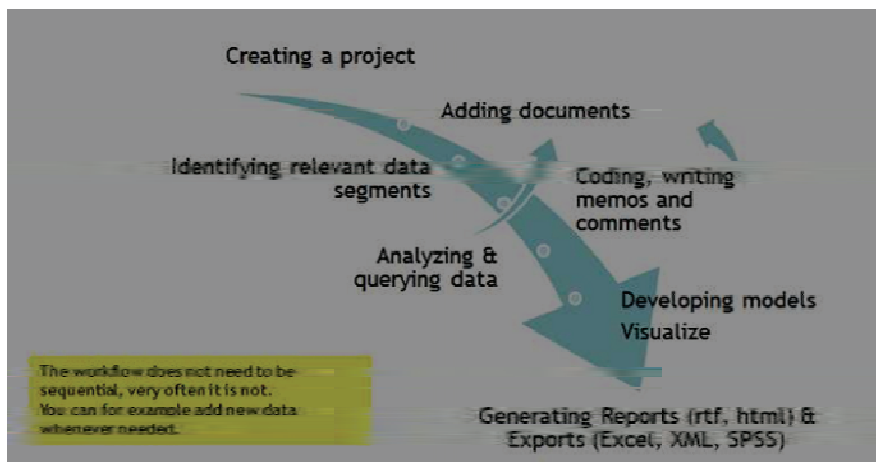 Creating a project
Adding documents
Identifying relevant data
segments
Coding, writing
memos and
comments
Analyzing &
querying data
Developing models
Visualize
The workflow does not need to be
sequential, very often it is not.
You can for example add new data
whenever needed.
Generating Reports (rtf, html) &
Exports (Excel, XML, SPSS)